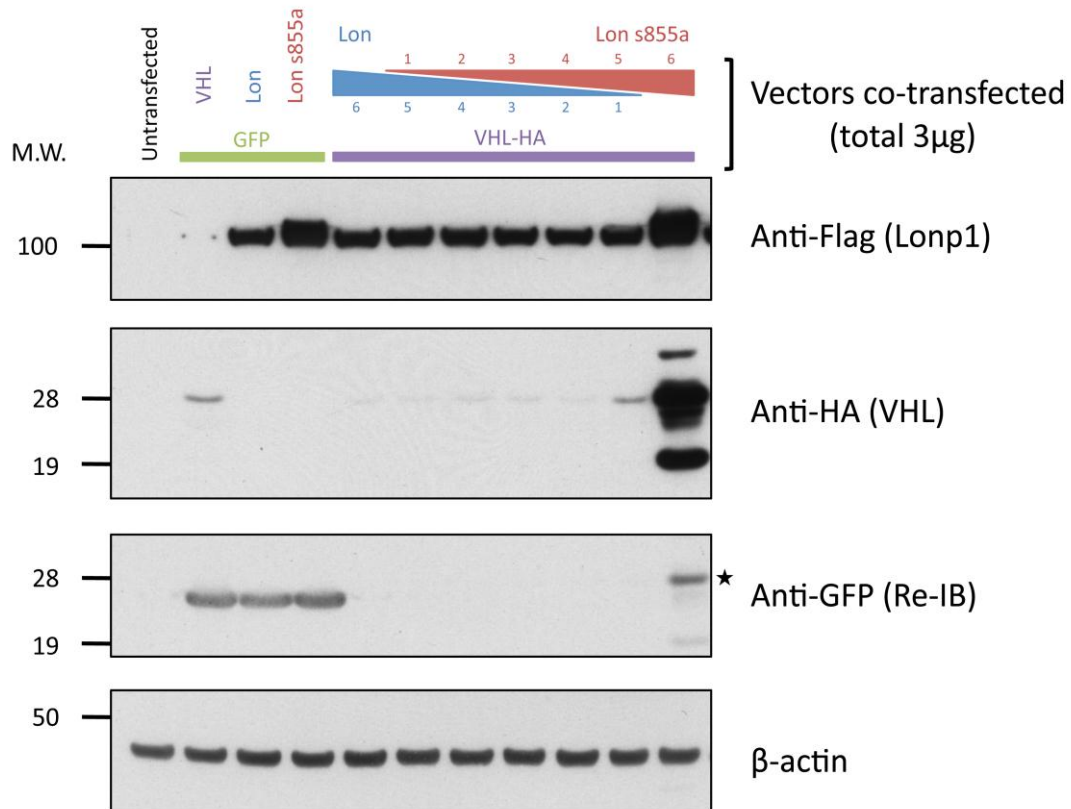 Untransfected
VHL
Lon
Lon s855a
Lon
Lon s855a
1 2 3 4 5 6
6 5 4 3 2 1
GFP
VHL-HA
Vectors co-transfected
(total 3µg)
M.W.
100
Anti-Flag (Lonp1)
28
19
Anti-HA (VHL)
28
19
★
Anti-GFP (Re-IB)
50
β-actin